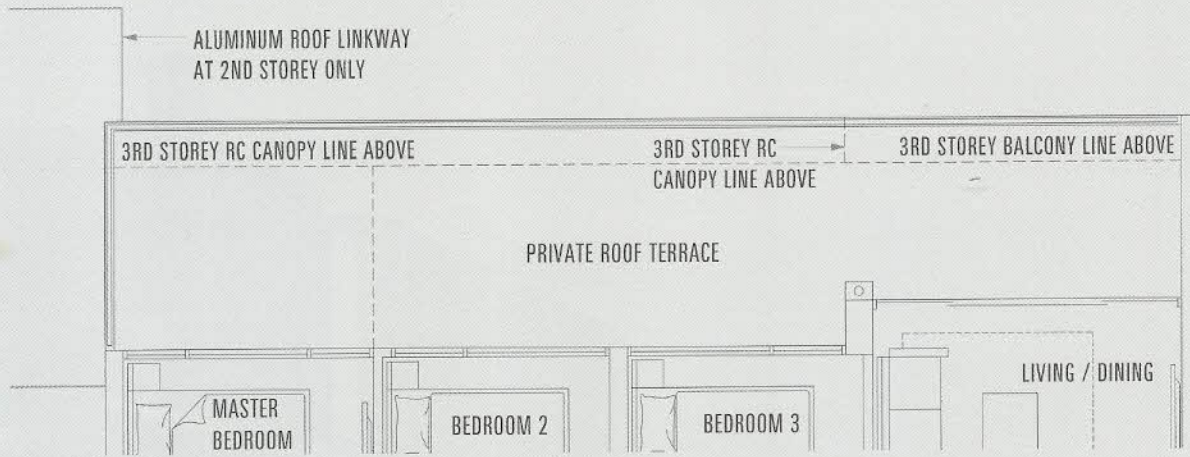 ALUMINUM ROOF LINKWAY
AT 2ND STOREY ONLY
3RD STOREY RC CANOPY LINE ABOVE
3RD STOREY RC
CANOPY LINE ABOVE
3RD STOREY BALCONY LINE ABOVE
PRIVATE ROOF TERRACE
LIVING / DINING
MASTER
BEDROOM
BEDROOM 2
BEDROOM 3